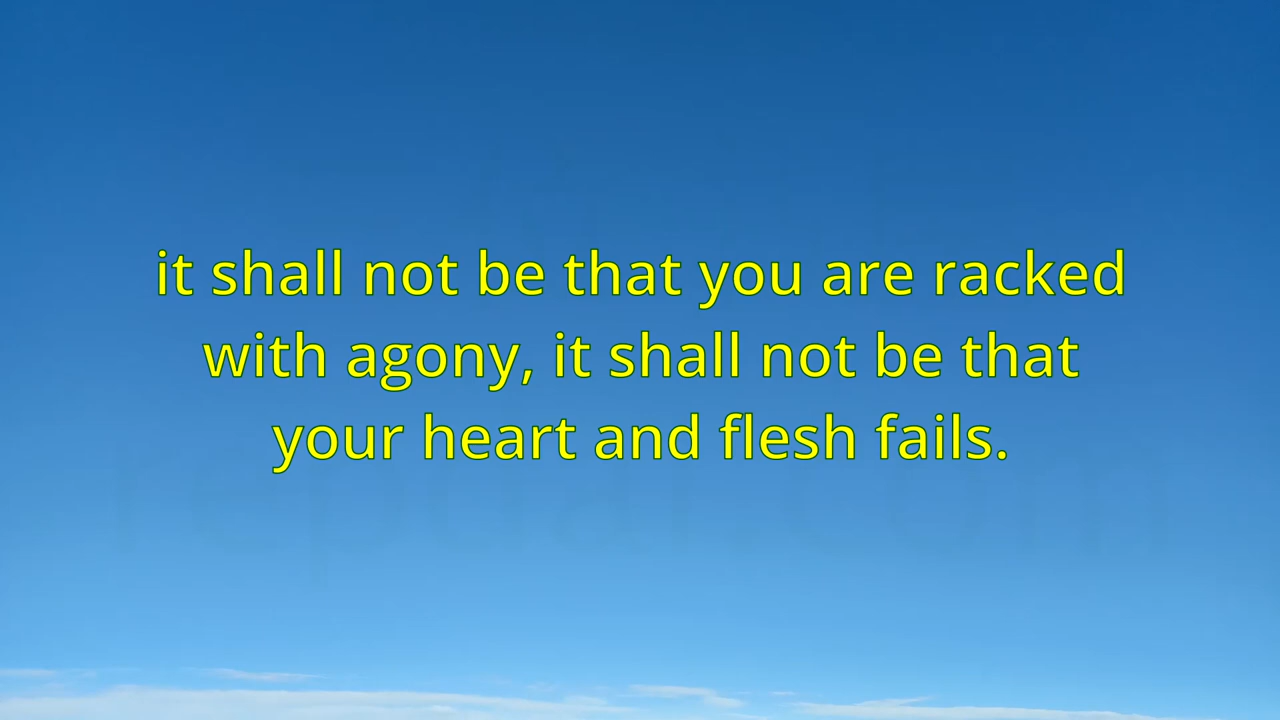 it shall not be that you are racked
with agony, it shall not be that
your heart and flesh fails.